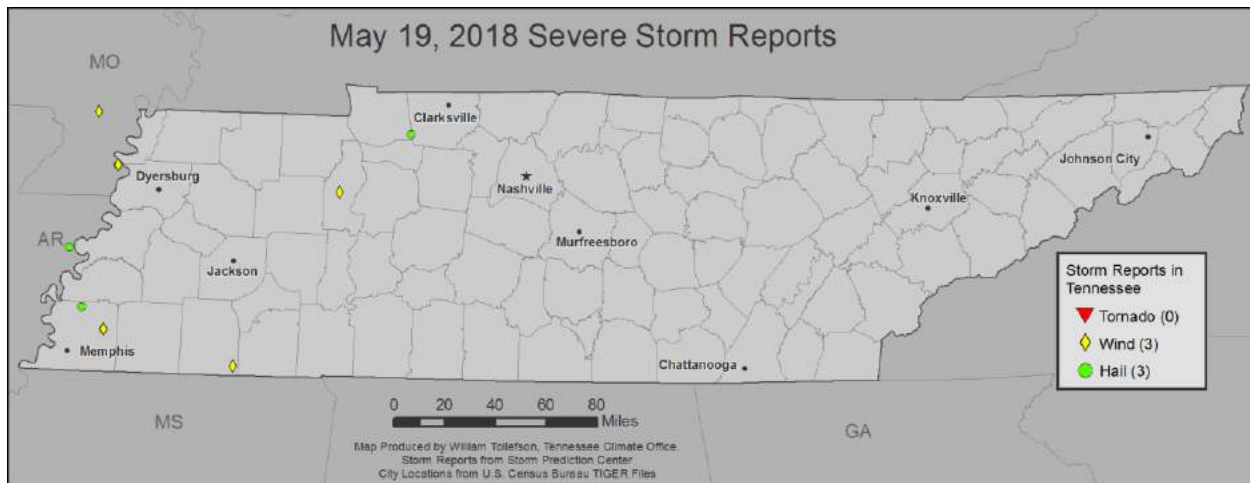 May 19, 2018 Severe Storm Reports
MO
Clarksville
Johnson City
Dyersburg
Nashville
Knoxville
AR
Murfreesboro
Jackson
Storm Reports in
Tennessee
Tornado (0)
Wind (3)
Hail (3)
Memphis
Chattanooga
0 20 40 60 80
Miles
MS
GA
Map Produced by William Tollefson, Tennessee Climate Office.
Storm Reports from Storm Prediction Center
City Locations from U.S. Census Bureau TIGER Files